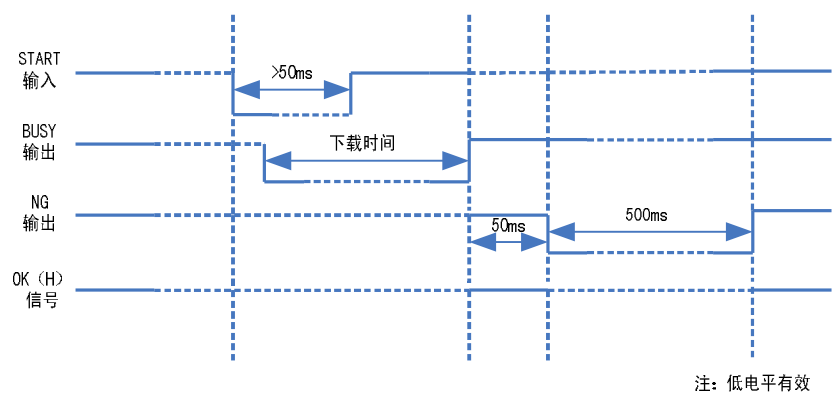 START
输入
>50ms
BUSY
输出
下载时间
NG
输出
50ms
500ms
OK（H）
信号
注：低电平有效